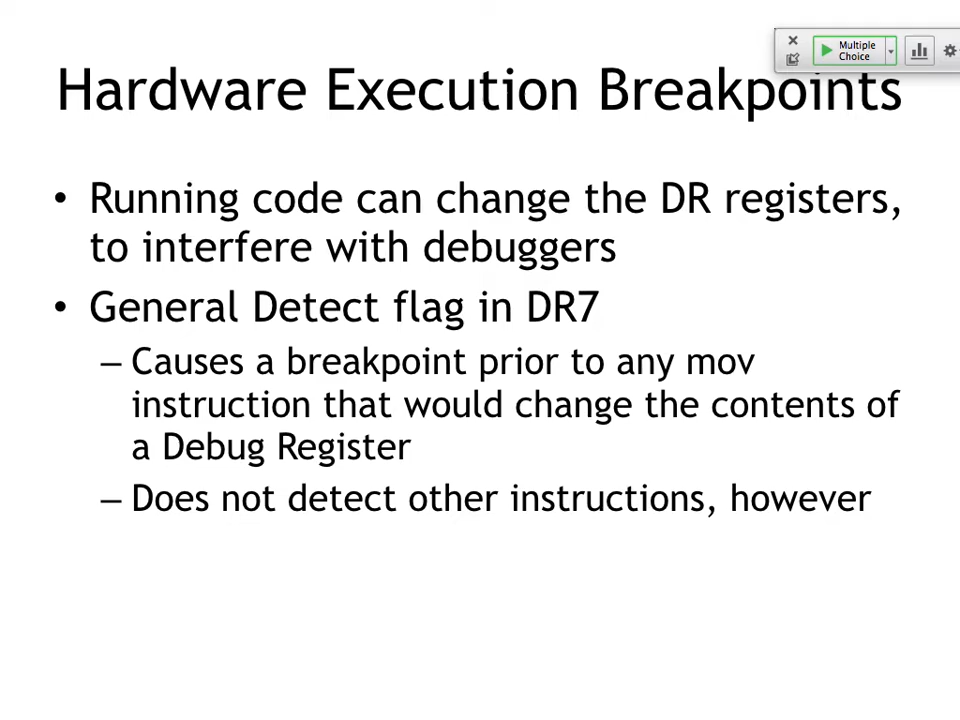 Multiple
Choice
Hardware Execution Breakpoints
• Running code can change the DR registers,
to interfere with debuggers
• General Detect flag in DR7
– Causes a breakpoint prior to any mov
instruction that would change the contents of
a Debug Register
– Does not detect other instructions, however